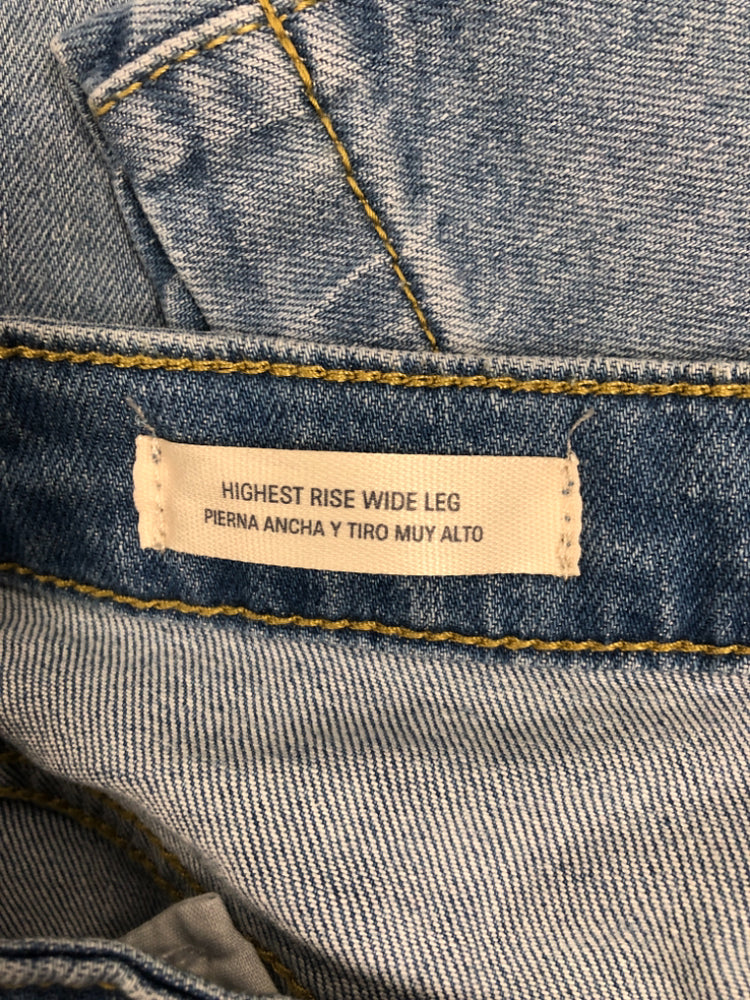 HIGHEST RISE WIDE LEG
PIERNA ANCHA Y TIRO MUY ALTO